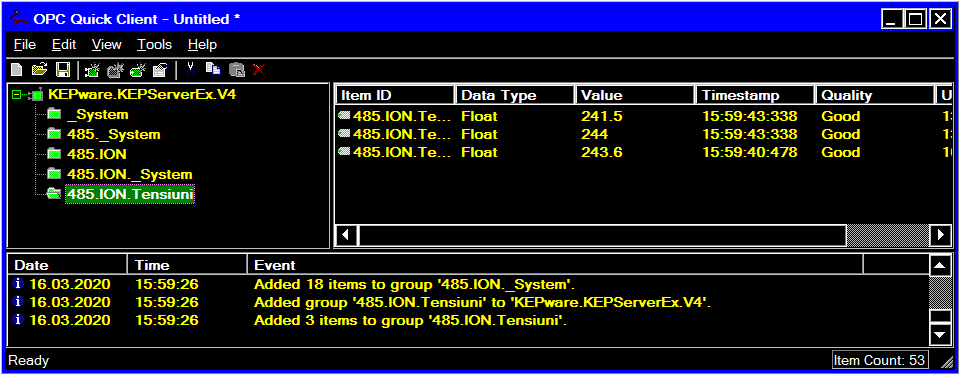 OPC Quick Client - Untitled *
File Edit View Tools Help
KEPware.KEPServerEx.V4
_System
485._System
485.ION
485.ION._System
485.ION.Tensiuni
Item ID Data Type Value Timestamp Quality U
485.ION.Te... Float 241.5 15:59:43:338 Good
485.ION.Te... Float 244 15:59:43:338 Good
485.ION.Te... Float 243.6 15:59:40:478 Good
Date Time Event
16.03.2020 15:59:26 Added 18 items to group '485.ION._System'.
16.03.2020 15:59:26 Added group '485.ION.Tensiuni' to 'KEPware.KEPServerEx.V4'.
16.03.2020 15:59:26 Added 3 items to group '485.ION.Tensiuni'.
Ready Item Count: 53